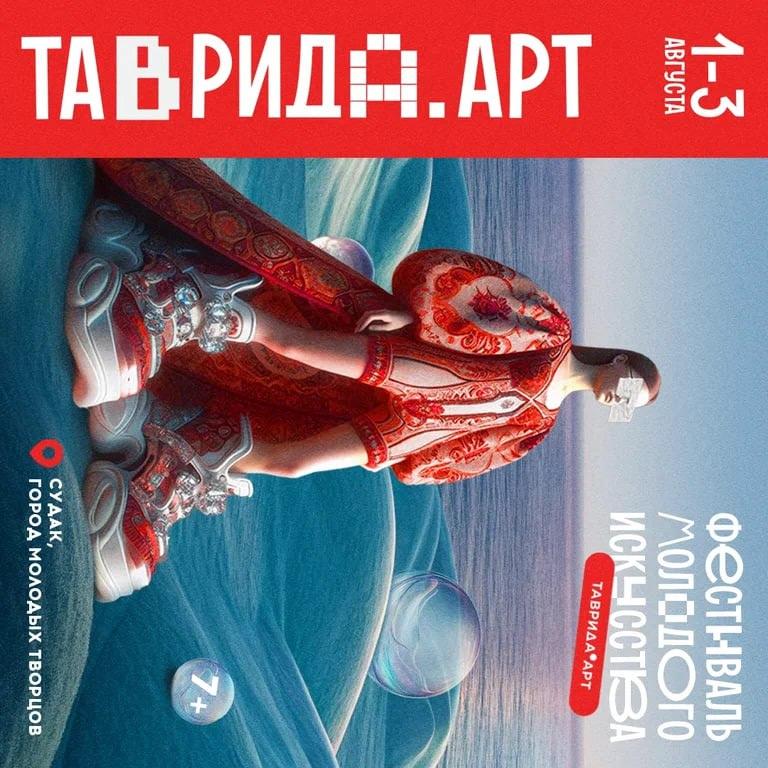 ТАВРИДА.АРТ
1-3
АВГУСТА
ФЕСТИВАЛЬ
МОЛОДОГО
ИСКУССТВА
ТАВРИДА•АРТ
СУДАК,
ГОРОД МОЛОДЫХ ТВОРЦОВ
7+